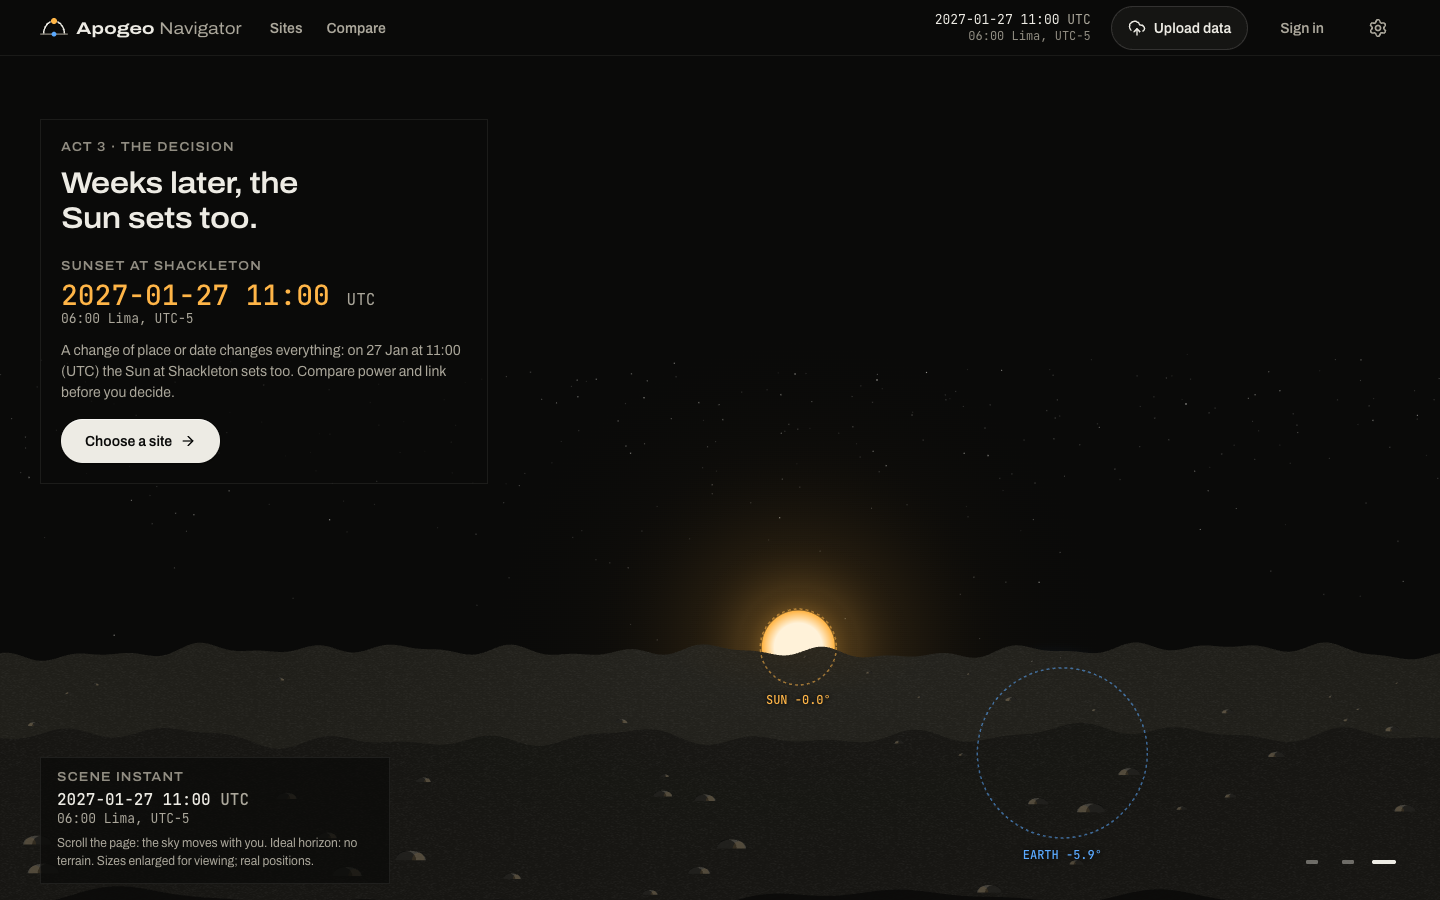 Apogeo Navigator
Sites
Compare
2027-01-27 11:00 UTC
06:00 Lima, UTC-5
Upload data
Sign in
ACT 3 · THE DECISION
Weeks later, the
Sun sets too.
SUNSET AT SHACKLETON
2027-01-27 11:00 UTC
06:00 Lima, UTC-5
A change of place or date changes everything: on 27 Jan at 11:00
(UTC) the Sun at Shackleton sets too. Compare power and link
before you decide.
Choose a site
SUN -0.0°
EARTH -5.9°
SCENE INSTANT
2027-01-27 11:00 UTC
06:00 Lima, UTC-5
Scroll the page: the sky moves with you. Ideal horizon: no
terrain. Sizes enlarged for viewing; real positions.